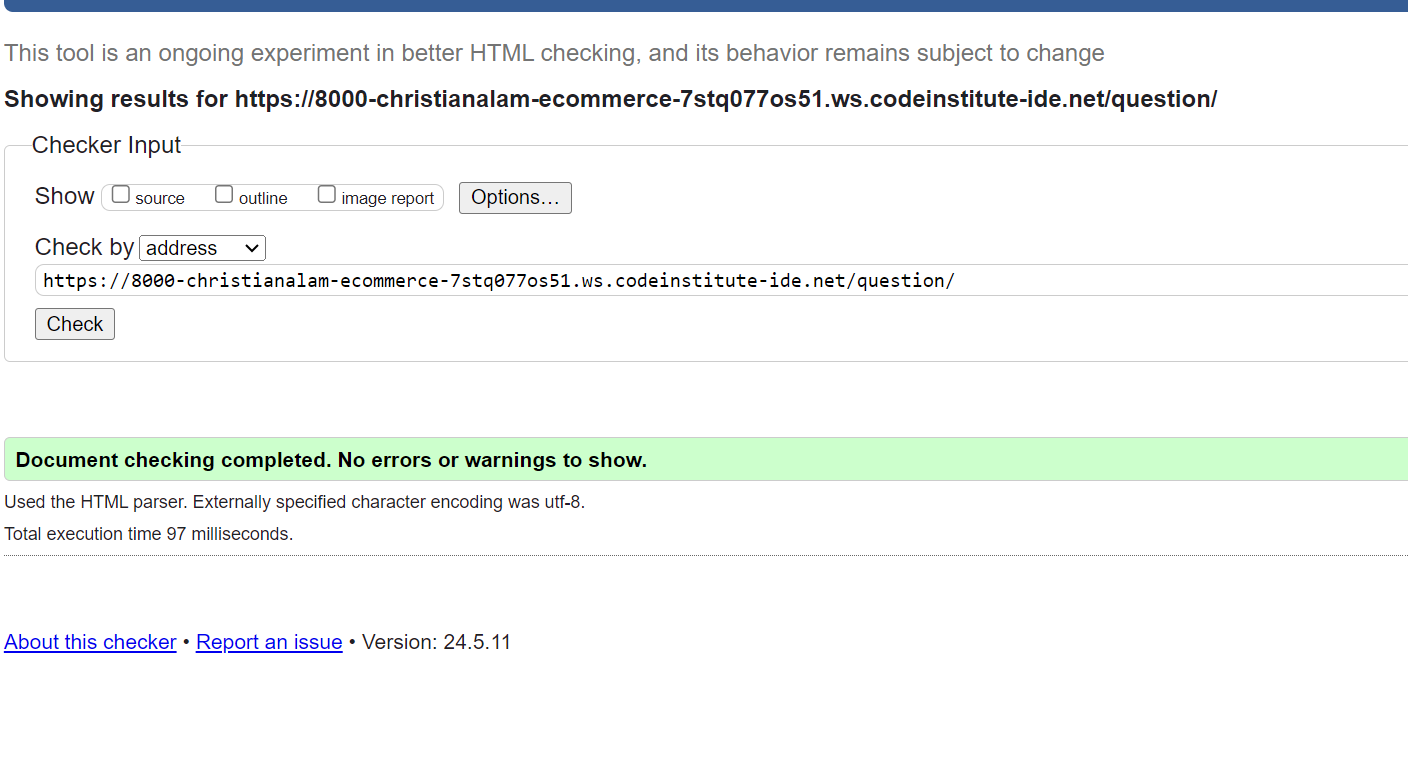 This tool is an ongoing experiment in better HTML checking, and its behavior remains subject to change
Showing results for https://8000-christianalam-ecommerce-7stq077os51.ws.codeinstitute-ide.net/question/
Checker Input
Show source outline image report Options...
Check by address
https://8000-christianalam-ecommerce-7stq077os51.ws.codeinstitute-ide.net/question/
Check
Document checking completed. No errors or warnings to show.
Used the HTML parser. Externally specified character encoding was utf-8.
Total execution time 97 milliseconds.
About this checker • Report an issue • Version: 24.5.11